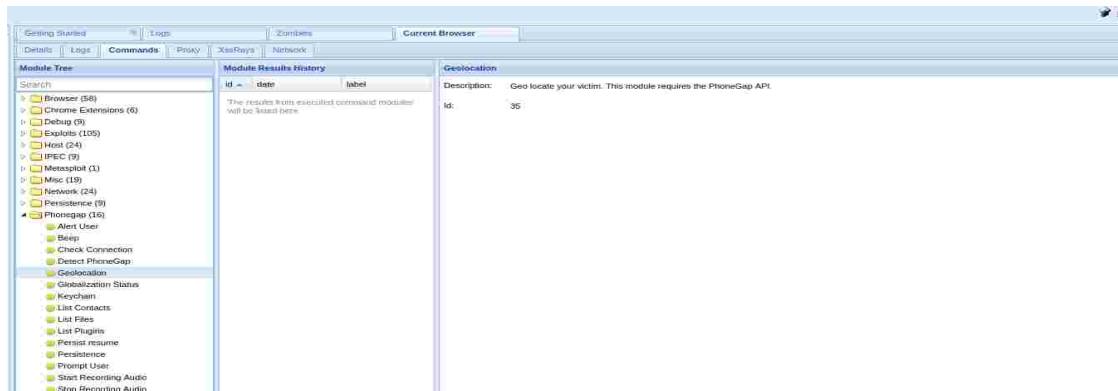 Getting Started Logs Zombies Current Browser
Details Logs Commands Proxy XssRays Network
Module Tree
Search
Browser (58)
Chrome Extensions (6)
Debug (9)
Exploits (105)
Host (24)
IPEC (9)
Metasploit (1)
Misc (19)
Network (24)
Persistence (9)
Phonegap (16)
Alert User
Beep
Check Connection
Detect PhoneGap
Geolocation
Globalization Status
Keychain
List Contacts
List Files
List Plugins
Persist resume
Persistence
Prompt User
Start Recording Audio
Stop Recording Audio
Module Results History
id date label
The results from executed command modules
will be listed here.
Geolocation
Description: Geo locate your victim. This module requires the PhoneGap API.
Id: 35